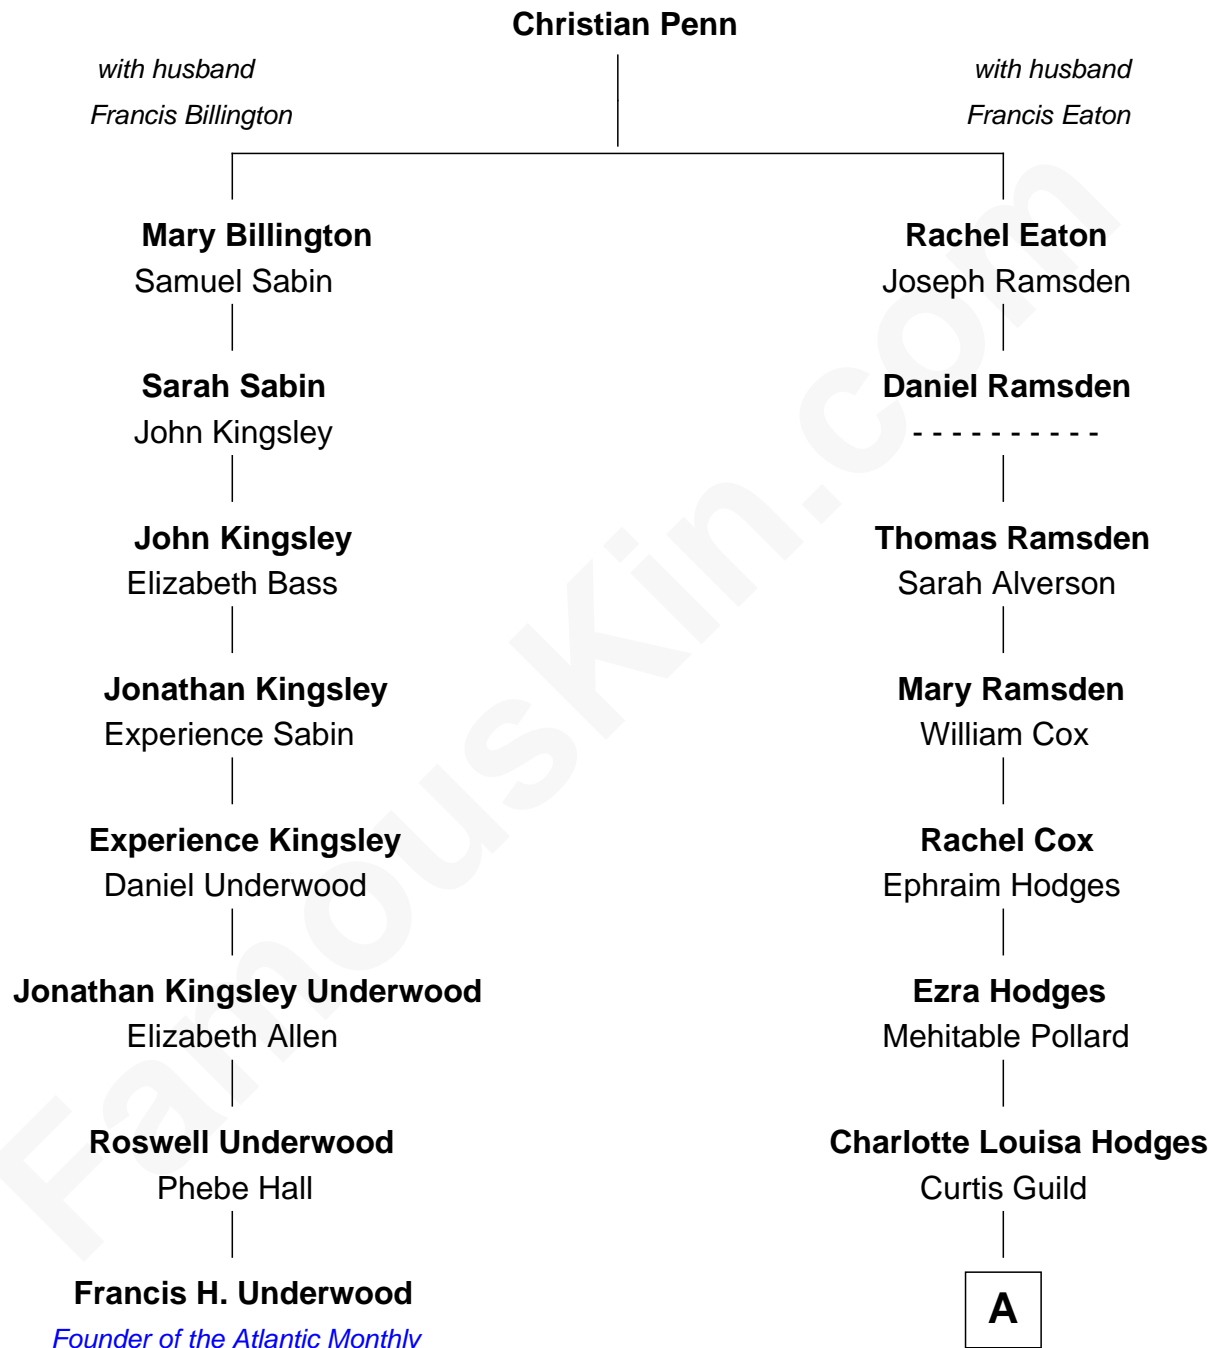 Christian Penn
with husband
Francis Billington
with husband
Francis Eaton
Mary Billington
Samuel Sabin
Rachel Eaton
Joseph Ramsden
Sarah Sabin
John Kingsley
Daniel Ramsden
- - - - - - - - - -
John Kingsley
Elizabeth Bass
Thomas Ramsden
Sarah Alverson
Jonathan Kingsley
Experience Sabin
Mary Ramsden
William Cox
Experience Kingsley
Daniel Underwood
Rachel Cox
Ephraim Hodges
Jonathan Kingsley Underwood
Elizabeth Allen
Ezra Hodges
Mehitable Pollard
Roswell Underwood
Phebe Hall
Charlotte Louisa Hodges
Curtis Guild
Francis H. Underwood
Founder of the Atlantic Monthly
A
FamousKin.com